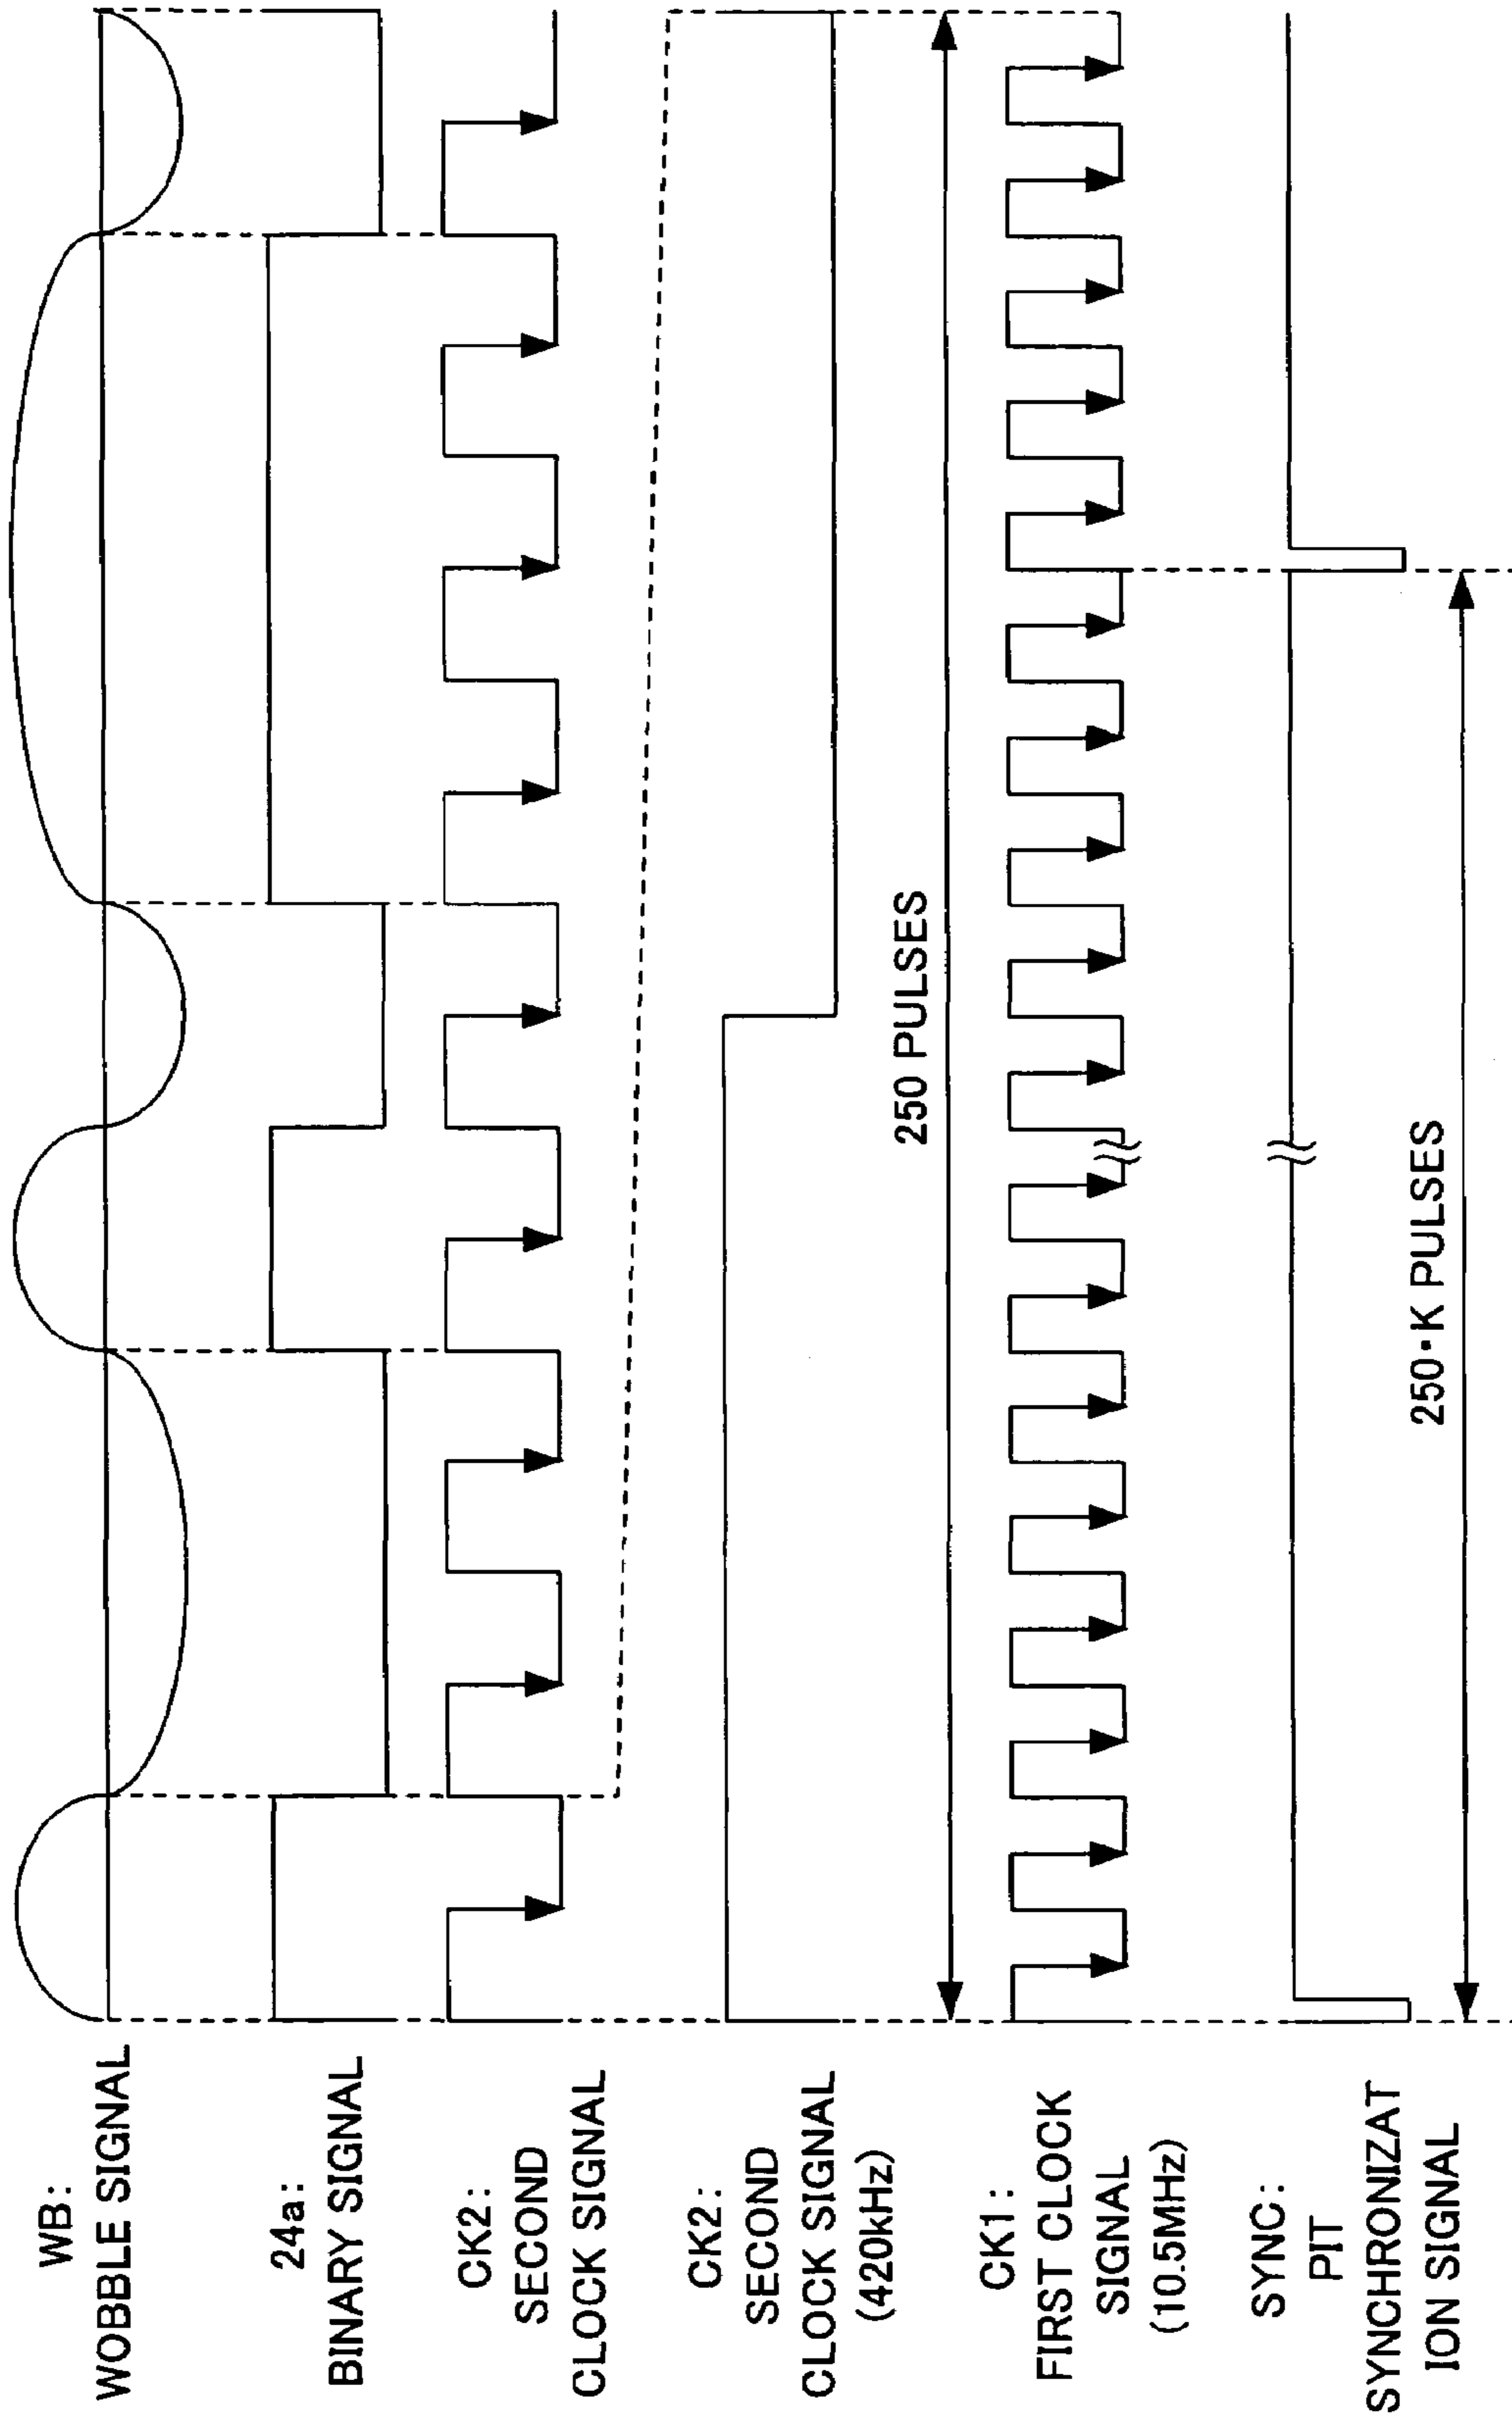 WB:
WOBBLE SIGNAL
24a:
BINARY SIGNAL
CK2:
SECOND
CLOCK SIGNAL
CK2:
SECOND
CLOCK SIGNAL
(420kHz)
250 PULSES
CK1:
FIRST CLOCK
SIGNAL
(10.5MHz)
SYNC:
PIT
SYNCHRONIZAT
ION SIGNAL
250·K PULSES